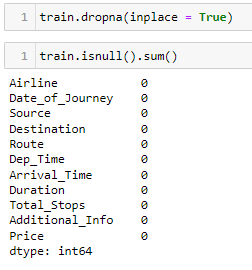 1 train.dropna(inplace = True)
1 train.isnull().sum()
Airline 0
Date_of_Journey 0
Source 0
Destination 0
Route 0
Dep_Time 0
Arrival_Time 0
Duration 0
Total_Stops 0
Additional_Info 0
Price 0
dtype: int64